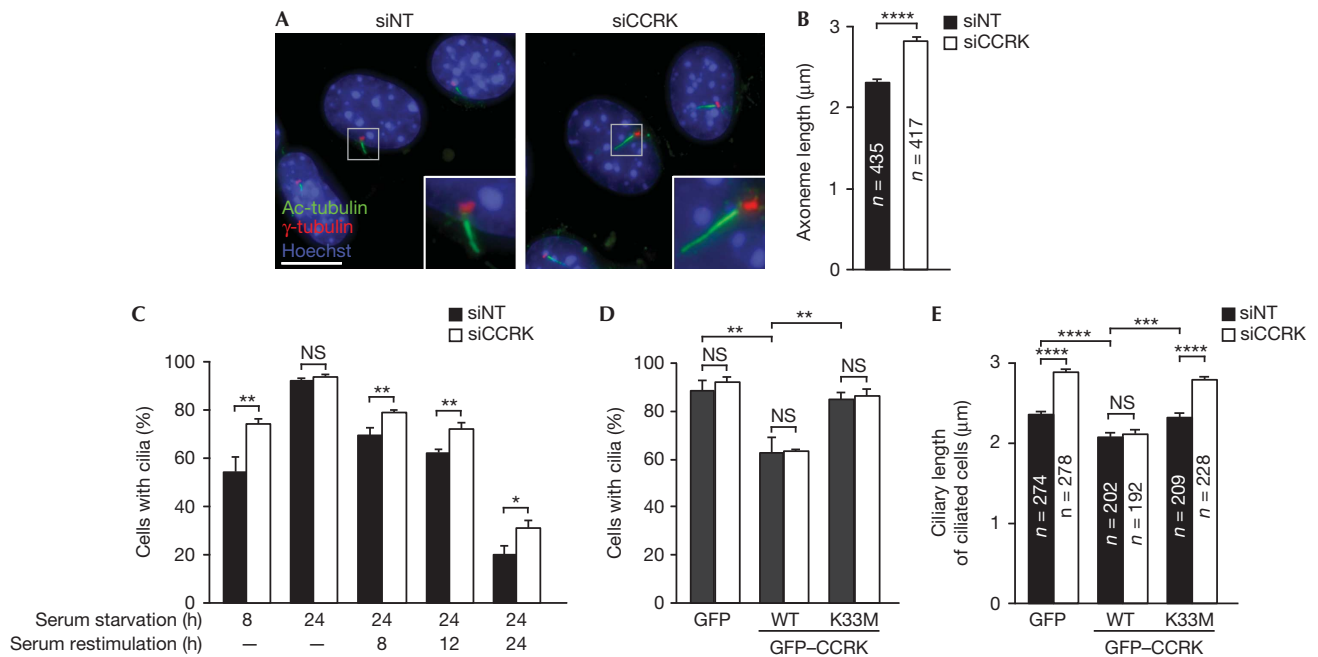 A
siNT
siCCRK
Ac-tubulin
γ-tubulin
Hoechst
B
siNT
siCCRK
****
Axoneme length (μm)
3
2
1
0
n = 435
n = 417
C
siNT
siCCRK
Cells with cilia (%)
100
80
60
40
20
0
**
NS
**
**
*
Serum starvation (h) 8 24 24 24 24
Serum restimulation (h) — — 8 12 24
D
Cells with cilia (%)
0
80
60
40
20
100
** **
NS
NS
NS
GFP WT K33M
GFP–CCRK
E
siNT
siCCRK
Ciliary length
of ciliated cells (μm)
3
2
1
0
**** ***
**** NS ****
n = 274
n = 278
n = 202
n = 192
n = 209
n = 228
GFP WT K33M
GFP–CCRK